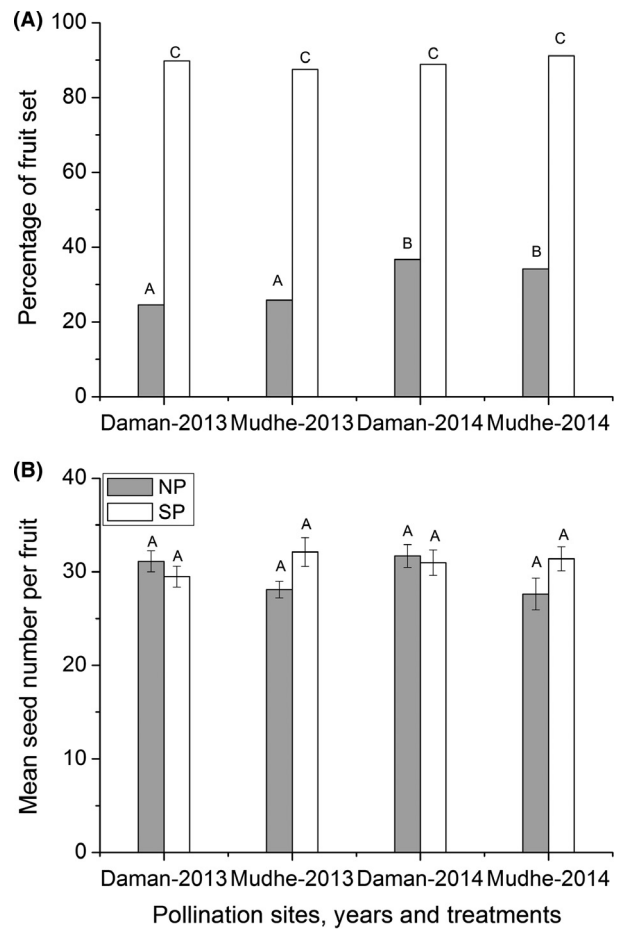 (A)
Percentage of fruit set
100
80
60
40
20
0
C
C
C
C
A
A
B
B
Daman-2013 Mudhe-2013 Daman-2014 Mudhe-2014
(B)
Mean seed number per fruit
40
30
20
10
0
NP
SP
A A A A A A A A
Daman-2013 Mudhe-2013 Daman-2014 Mudhe-2014
Pollination sites, years and treatments